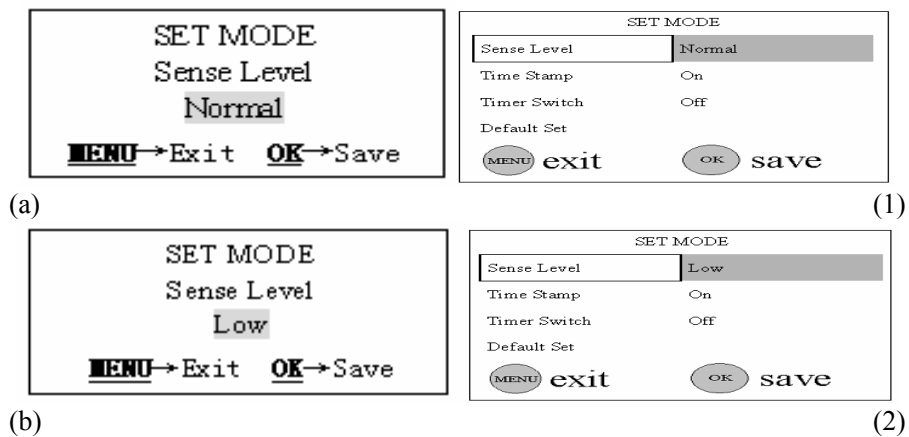 SET MODE
Sense Level
Normal
MENU→Exit OK→Save
(a)
SET MODE
Sense Level Normal
Time Stamp On
Timer Switch Off
Default Set
MENU exit OK save
(1)
SET MODE
Sense Level
Low
MENU→Exit OK→Save
(b)
SET MODE
Sense Level Low
Time Stamp On
Timer Switch Off
Default Set
MENU exit OK save
(2)